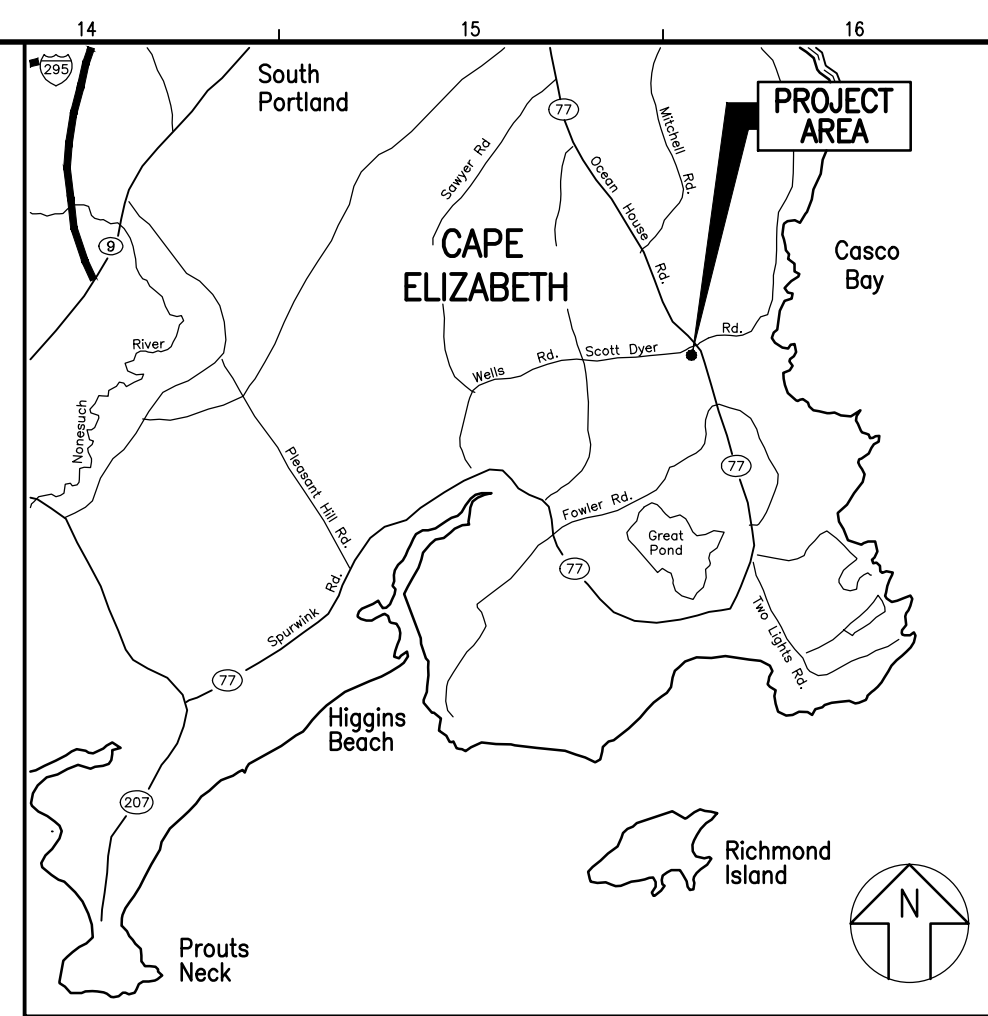 14
15
16
295
South
Portland
77
PROJECT
AREA
Mitchell
Rd.
Sawyer Rd
Ocean
House
Rd.
9
CAPE
ELIZABETH
Casco
Bay
River
Rd.
Wells
Rd.
Scott Dyer
Nonesuch
Pleasant Hill Rd.
77
Fowler Rd.
Great
Pond
77
Spurwink
Rd.
Two Lights Rd.
77
Higgins
Beach
207
Richmond
Island
N
Prouts
Neck